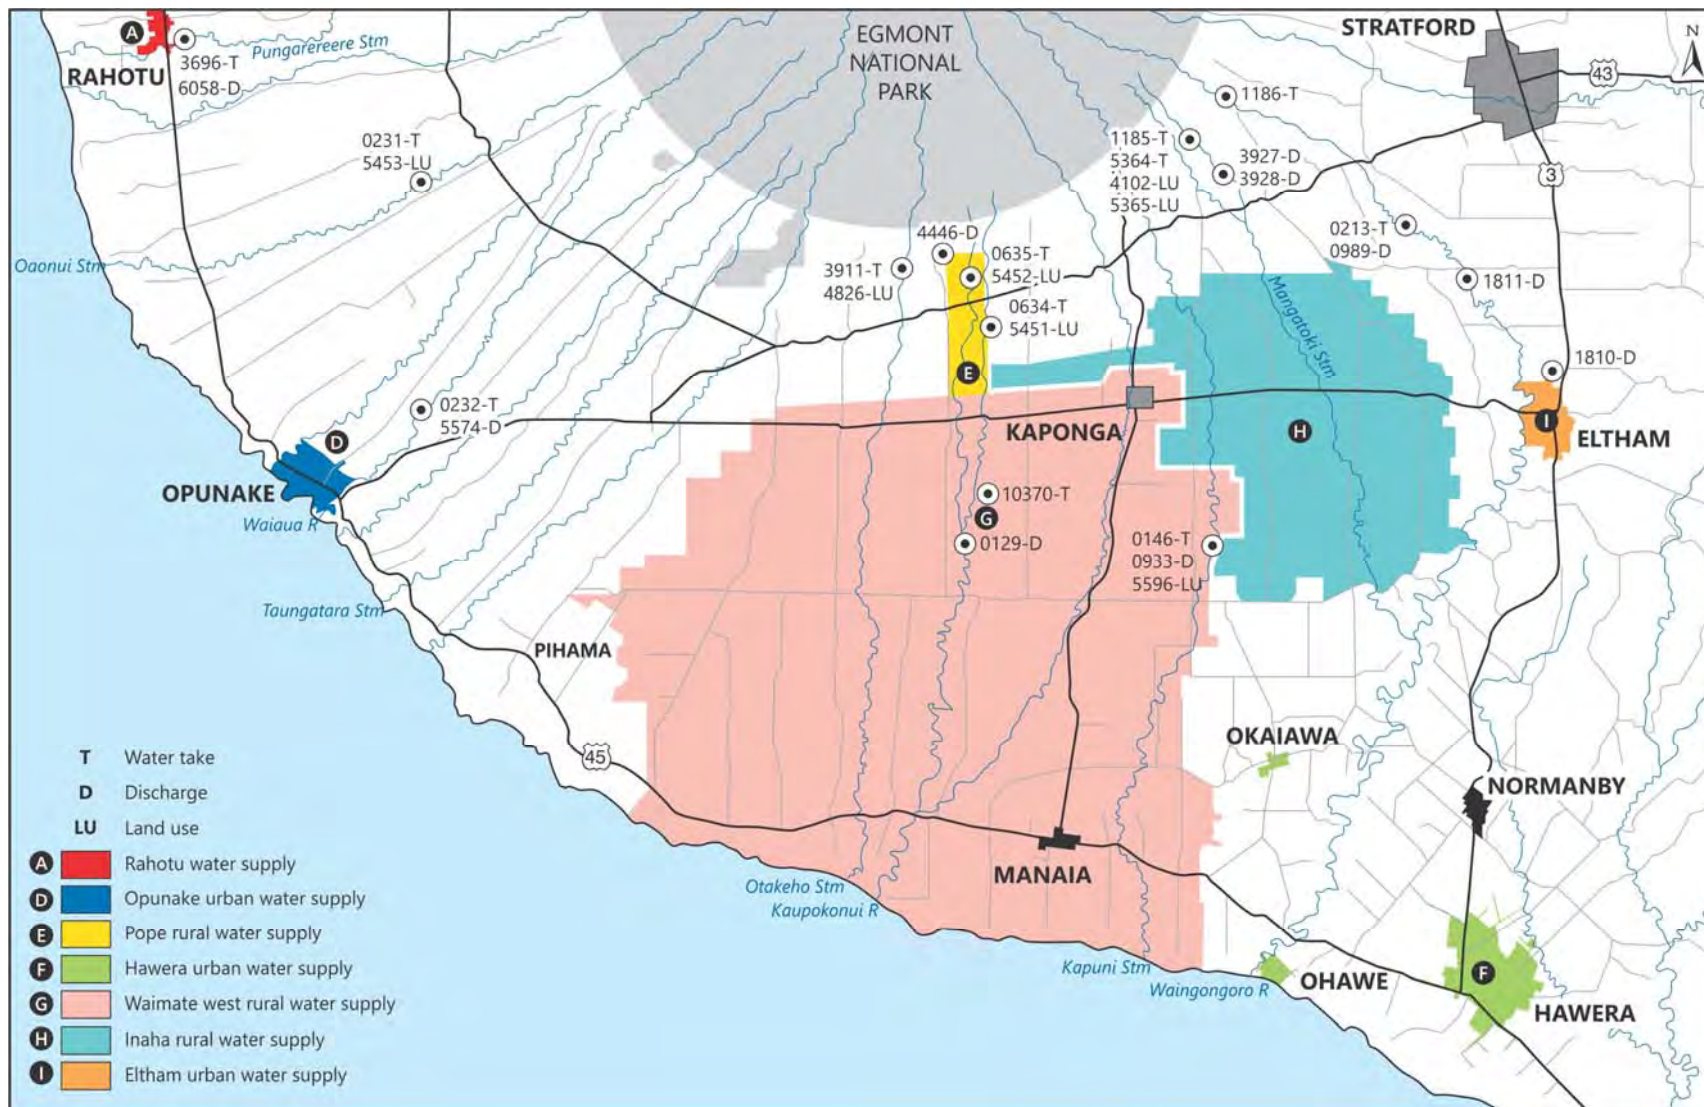 EGMONT
NATIONAL
PARK
STRATFORD
N
43
A
3696-T
6058-D
Pungarereere Stm
RAHOTU
1186-T
0231-T
5453-LU
1185-T
5364-T
4102-LU
5365-LU
3927-D
3928-D
3
0213-T
0989-D
4446-D
Oaonui Stm
3911-T
4826-LU
0635-T
5452-LU
0634-T
5451-LU
1811-D
Mangatoki Stm
1810-D
E
0232-T
5574-D
D
KAPONGA
H
I
ELTHAM
OPUNAKE
Waiaua R
10370-T
G
0129-D
0146-T
0933-D
5596-LU
Taungatara Stm
PIHAMA
OKAIAWA
45
NORMANBY
MANAIA
Otakeho Stm
Kaupokonui R
Kapuni Stm
Waingongoro R
OHAWE
F
HAWERA
T Water take
D Discharge
LU Land use
A Rahotu water supply
D Opunake urban water supply
E Pope rural water supply
F Hawera urban water supply
G Waimate west rural water supply
H Inaha rural water supply
I Eltham urban water supply